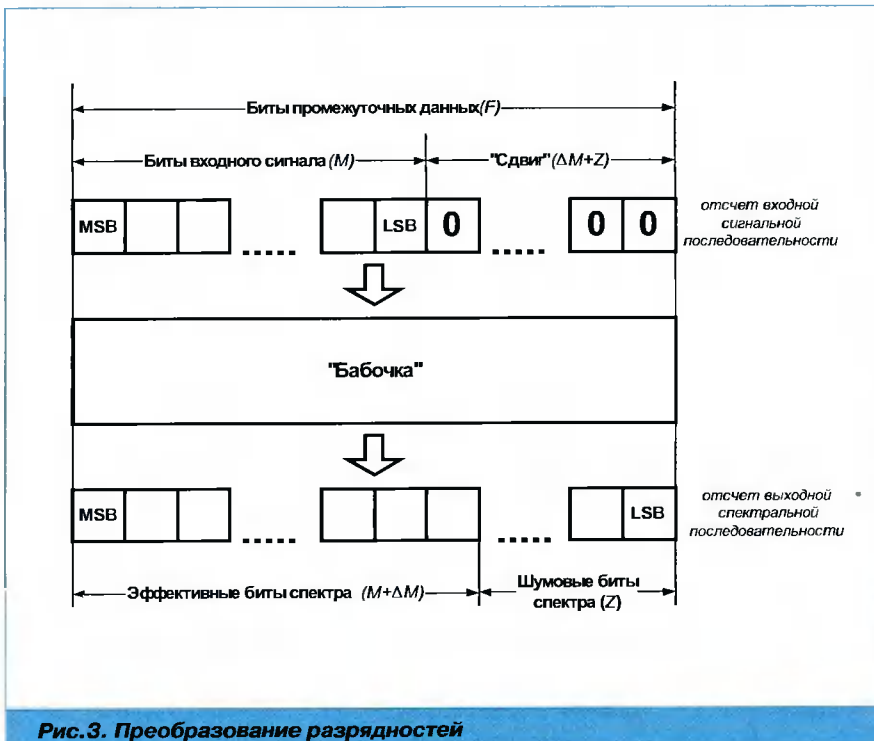 Биты промежуточных данных(F)
Биты входного сигнала (M) "Сдвиг" (ΔM+Z)
MSB LSB 0 0 0
отсчет входной
сигнальной
последовательности
"Бабочка"
MSB LSB
отсчет выходной
спектральной
последовательности
Эффективные биты спектра (M+ΔM)
Шумовые биты
спектра (Z)
Рис.3. Преобразование разрядностей